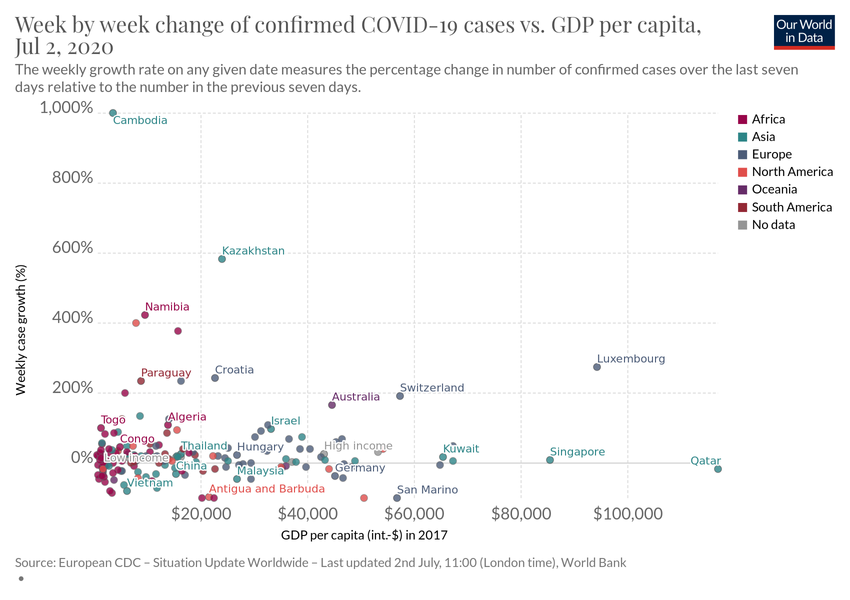 Week by week change of confirmed COVID-19 cases vs. GDP per capita,
Jul 2, 2020
Our World
in Data
The weekly growth rate on any given date measures the percentage change in number of confirmed cases over the last seven
days relative to the number in the previous seven days.
1,000%
Cambodia
Africa
Asia
Europe
North America
Oceania
South America
No data
800%
600%
Kazakhstan
Weekly case growth (%)
400%
Namibia
Luxembourg
Paraguay
Croatia
Switzerland
200%
Australia
Togo
Algeria
Israel
Congo
Thailand
Hungary
High income
Kuwait
Singapore
0%
Low income
China
Malaysia
Germany
Qatar
Vietnam
Antigua and Barbuda
San Marino
$20,000
$40,000
$60,000
$80,000
$100,000
GDP per capita (int.-$) in 2017
Source: European CDC – Situation Update Worldwide – Last updated 2nd July, 11:00 (London time), World Bank